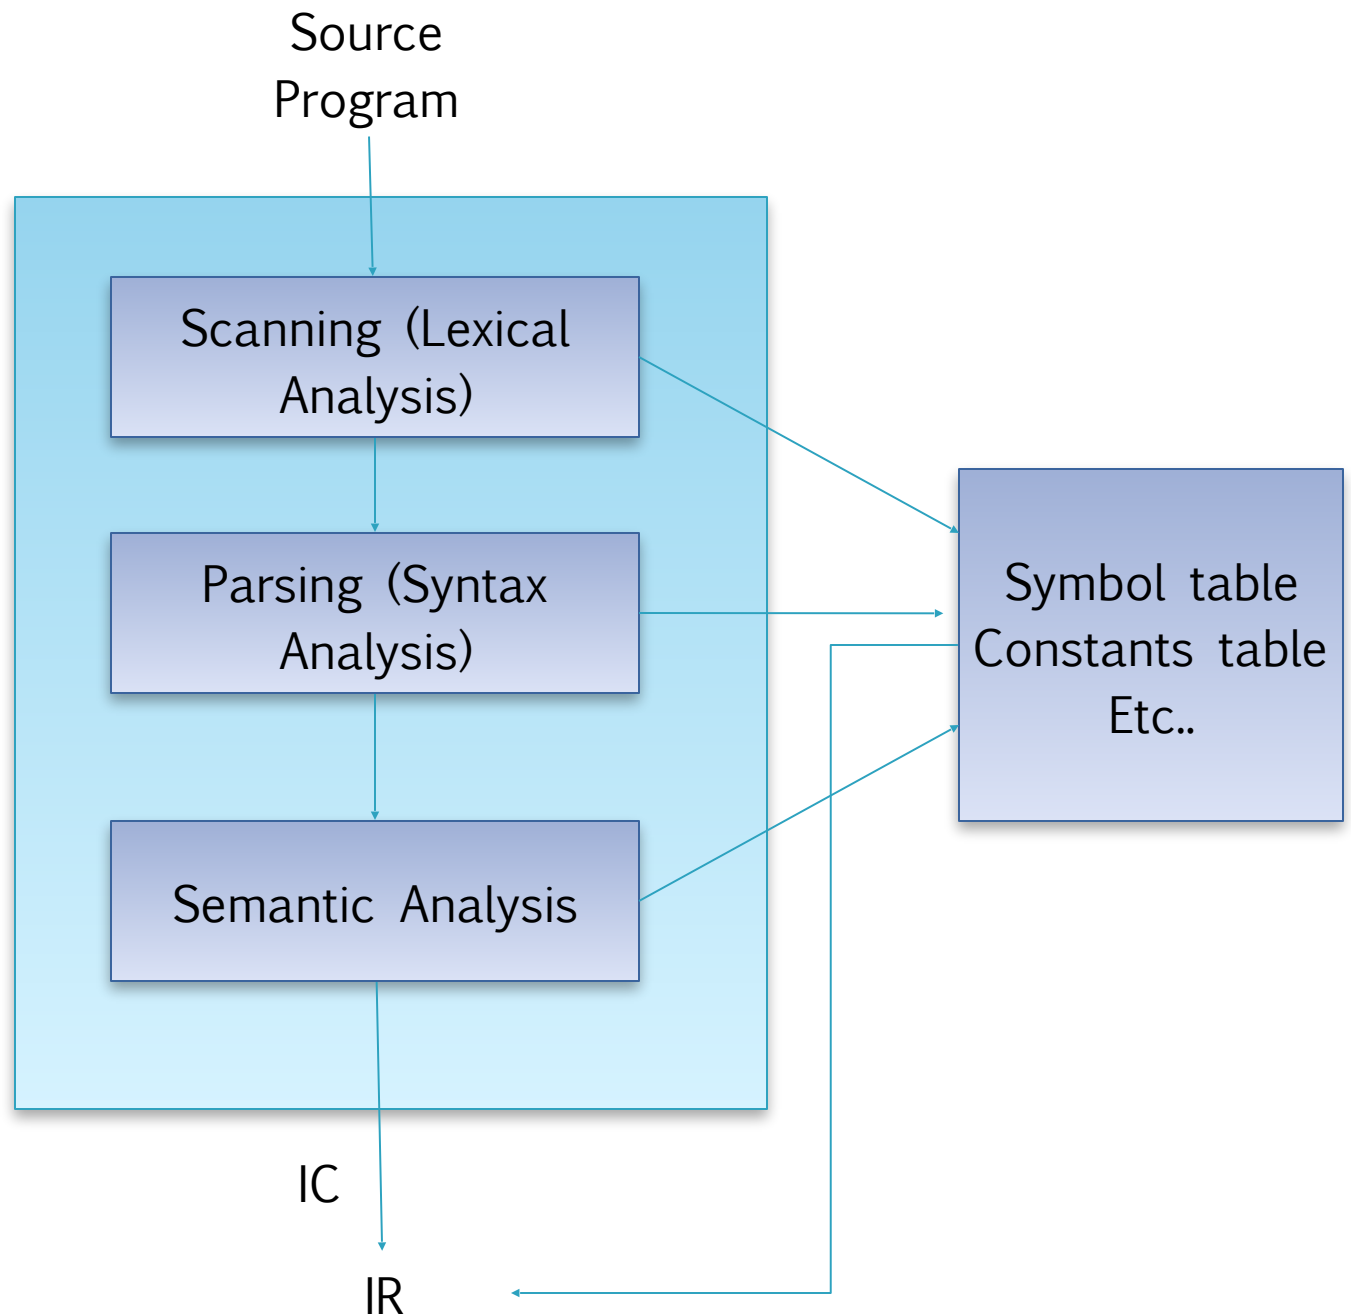 Source
Program
Scanning (Lexical
Analysis)
Parsing (Syntax
Analysis)
Semantic Analysis
Symbol table
Constants table
Etc..
IC
IR